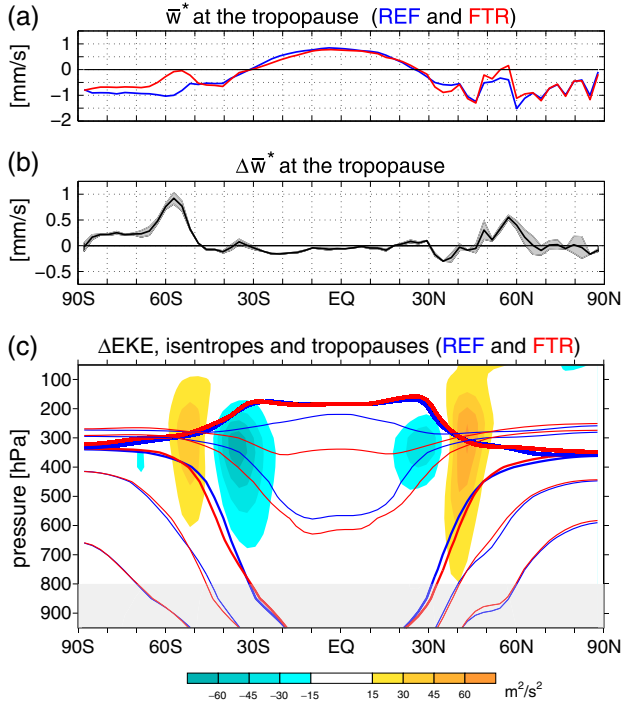 (a)
w̄* at the tropopause (REF and FTR)
[mm/s]
1
0
−1
−2
(b)
Δw̄* at the tropopause
[mm/s]
1
0.5
0
−0.5
90S 60S 30S EQ 30N 60N 90N
(c)
ΔEKE, isentropes and tropopauses (REF and FTR)
pressure [hPa]
100
200
300
400
500
600
700
800
900
90S 60S 30S EQ 30N 60N 90N
−60 −45 −30 −15 15 30 45 60 m²/s²